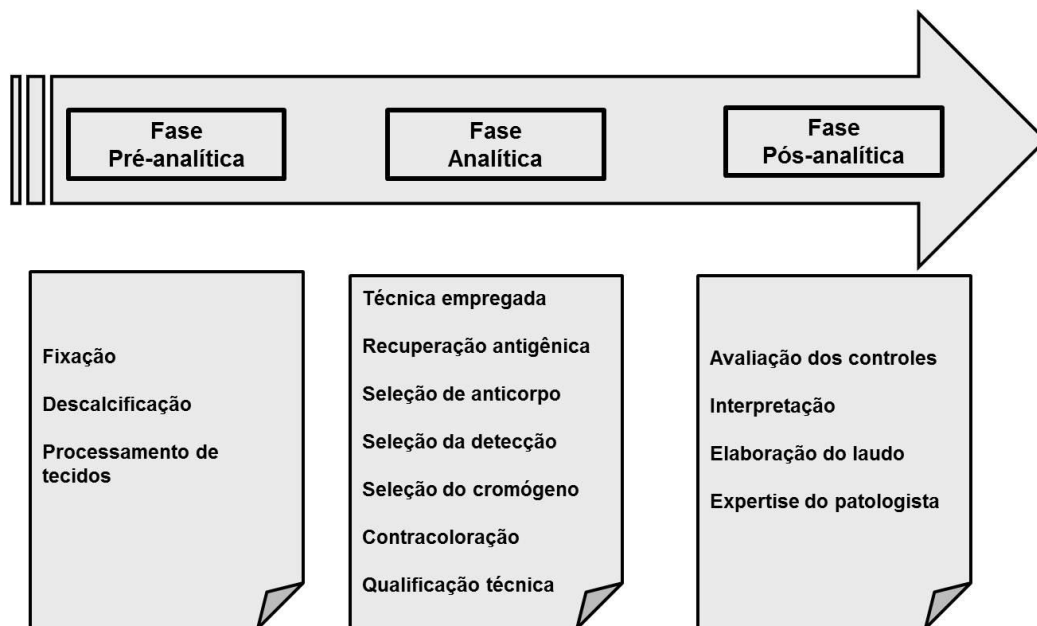 Fase
Pré-analítica
Fase
Analítica
Fase
Pós-analítica
Fixação
Descalcificação
Processamento de
tecidos
Técnica empregada
Recuperação antigênica
Seleção de anticorpo
Seleção da detecção
Seleção do cromógeno
Contracoloração
Qualificação técnica
Avaliação dos controles
Interpretação
Elaboração do laudo
Expertise do patologista